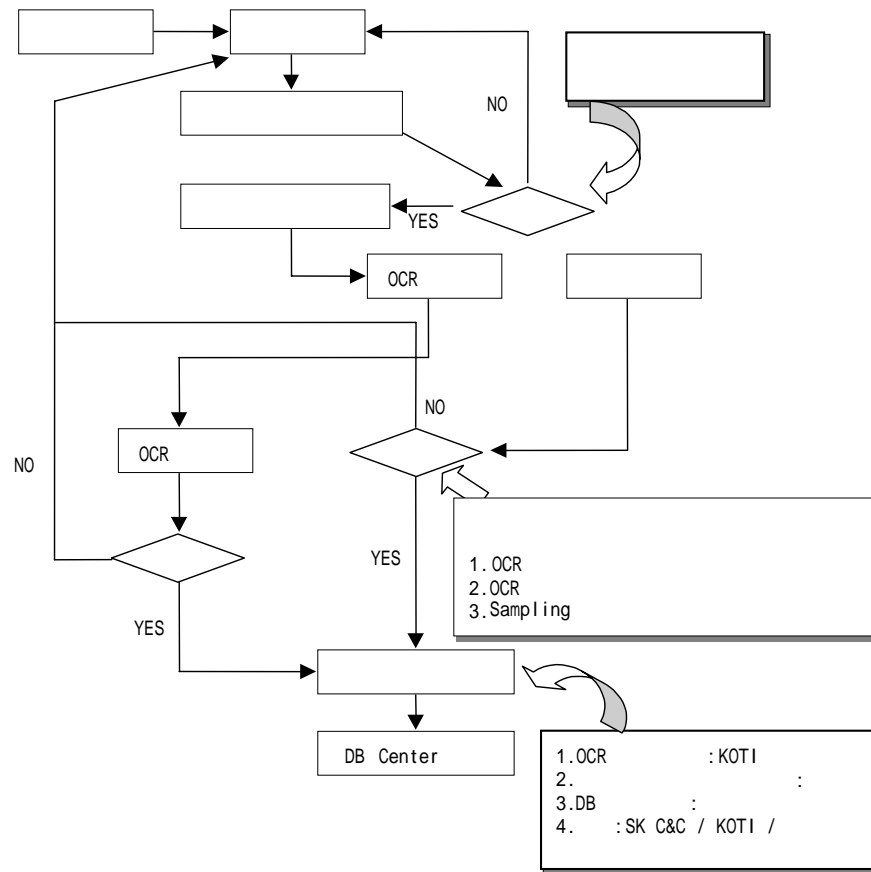 NO
YES
OCR
NO
OCR
NO
YES
1.OCR
2.OCR
3.Sampling
YES
DB Center
1.OCR :KOTI
2. :
3.DB :
4. :SK C&C / KOTI /